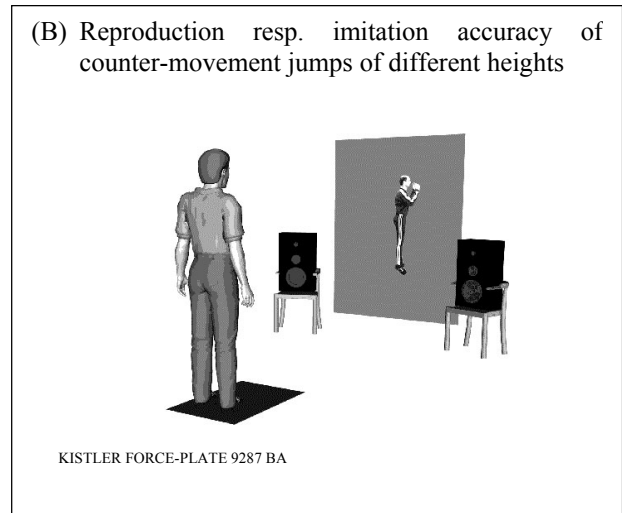 (B) Reproduction resp. imitation accuracy of
counter-movement jumps of different heights
KISTLER FORCE-PLATE 9287 BA